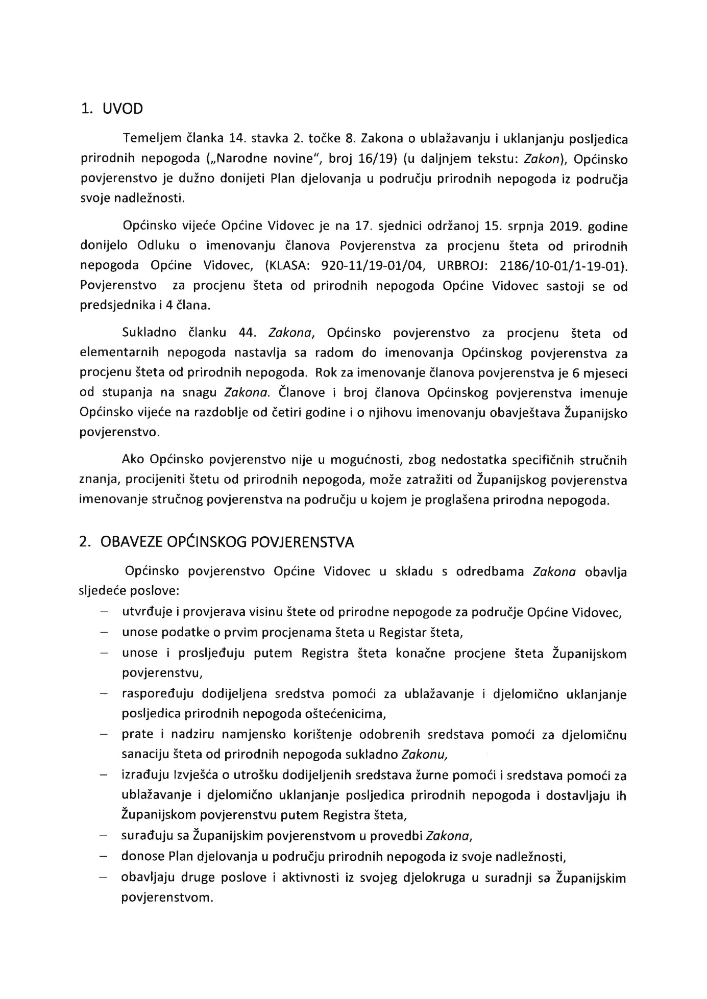 1. UVOD
Temeljem članka 14. stavka 2. točke 8. Zakona o ublažavanju i uklanjanju posljedica
prirodnih nepogoda („Narodne novine“, broj 16/19) (u daljnjem tekstu: Zakon), Općinsko
povjerenstvo je dužno donijeti Plan djelovanja u području prirodnih nepogoda iz područja
svoje nadležnosti.
Općinsko vijeće Općine Vidovec je na 17. sjednici održanoj 15. srpnja 2019. godine
donijelo Odluku o imenovanju članova Povjerenstva za procjenu šteta od prirodnih
nepogoda Općine Vidovec, (KLASA: 920-11/19-01/04, URBROJ: 2186/10-01/1-19-01).
Povjerenstvo za procjenu šteta od prirodnih nepogoda Općine Vidovec sastoji se od
predsjednika i 4 člana.
Sukladno članku 44. Zakona, Općinsko povjerenstvo za procjenu šteta od
elementarnih nepogoda nastavlja sa radom do imenovanja Općinskog povjerenstva za
procjenu šteta od prirodnih nepogoda. Rok za imenovanje članova povjerenstva je 6 mjeseci
od stupanja na snagu Zakona. Članove i broj članova Općinskog povjerenstva imenuje
Općinsko vijeće na razdoblje od četiri godine i o njihovu imenovanju obavještava Županijsko
povjerenstvo.
Ako Općinsko povjerenstvo nije u mogućnosti, zbog nedostatka specifičnih stručnih
znanja, procijeniti štetu od prirodnih nepogoda, može zatražiti od Županijskog povjerenstva
imenovanje stručnog povjerenstva na području u kojem je proglašena prirodna nepogoda.
2. OBAVEZE OPĆINSKOG POVJERENSTVA
Općinsko povjerenstvo Općine Vidovec u skladu s odredbama Zakona obavlja
sljedeće poslove:
– utvrđuje i provjerava visinu štete od prirodne nepogode za područje Općine Vidovec,
– unose podatke o prvim procjenama šteta u Registar šteta,
– unose i prosljeđuju putem Registra šteta konačne procjene šteta Županijskom
povjerenstvu,
– raspoređuju dodijeljena sredstva pomoći za ublažavanje i djelomično uklanjanje
posljedica prirodnih nepogoda oštećenicima,
– prate i nadziru namjensko korištenje odobrenih sredstava pomoći za djelomičnu
sanaciju šteta od prirodnih nepogoda sukladno Zakonu,
– izrađuju Izvješća o utrošku dodijeljenih sredstava žurne pomoći i sredstava pomoći za
ublažavanje i djelomično uklanjanje posljedica prirodnih nepogoda i dostavljaju ih
Županijskom povjerenstvu putem Registra šteta,
– surađuju sa Županijskim povjerenstvom u provedbi Zakona,
– donose Plan djelovanja u području prirodnih nepogoda iz svoje nadležnosti,
– obavljaju druge poslove i aktivnosti iz svojeg djelokruga u suradnji sa Županijskim
povjerenstvom.